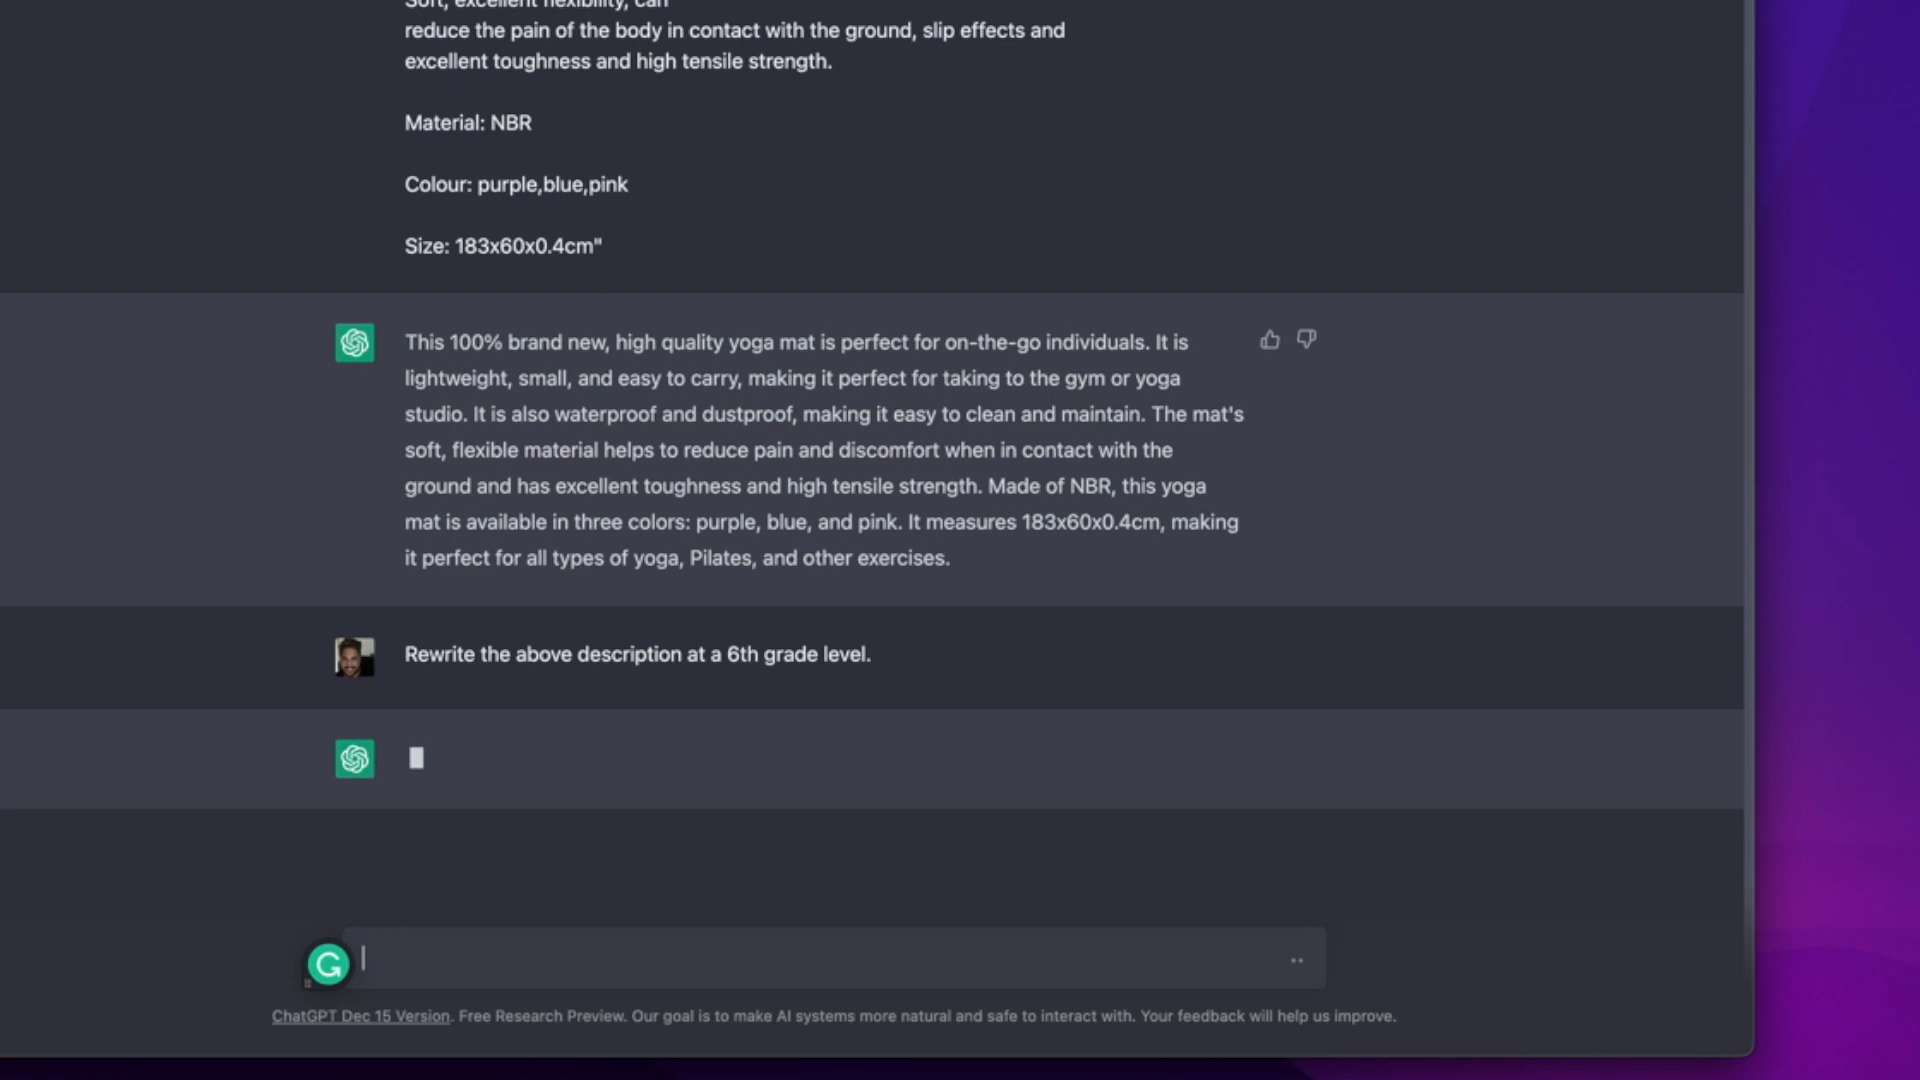 Soft, excellent flexibility, can
reduce the pain of the body in contact with the ground, slip effects and
excellent toughness and high tensile strength.
Material: NBR
Colour: purple,blue,pink
Size: 183x60x0.4cm"
This 100% brand new, high quality yoga mat is perfect for on-the-go individuals. It is
lightweight, small, and easy to carry, making it perfect for taking to the gym or yoga
studio. It is also waterproof and dustproof, making it easy to clean and maintain. The mat's
soft, flexible material helps to reduce pain and discomfort when in contact with the
ground and has excellent toughness and high tensile strength. Made of NBR, this yoga
mat is available in three colors: purple, blue, and pink. It measures 183x60x0.4cm, making
it perfect for all types of yoga, Pilates, and other exercises.
Rewrite the above description at a 6th grade level.
ChatGPT Dec 15 Version. Free Research Preview. Our goal is to make AI systems more natural and safe to interact with. Your feedback will help us improve.